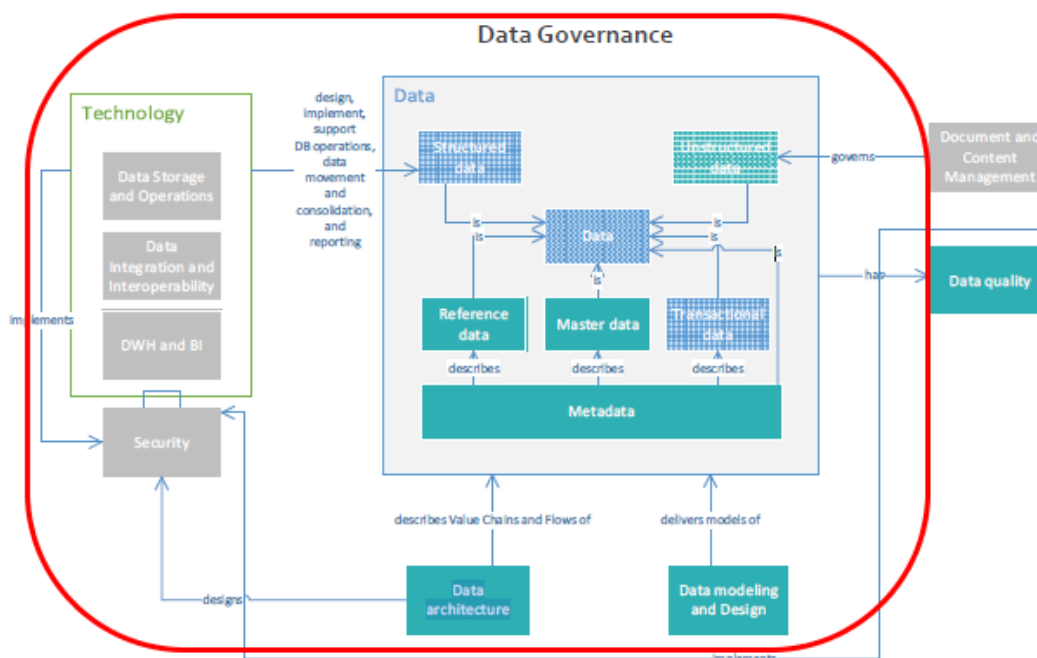 Data Governance
Technology
Data Storage
and Operations
Data
Integration and
Interoperability
DWH and BI
Security
implements
design,
implement,
support
DB operations,
data
movement
and
consolidation,
and
reporting
Data
Structured
data
Unstructured
data
Data
is
is
is
is
is
is
Reference
data
Master data
Transactional
data
describes
describes
describes
Metadata
governs
Document and
Content
Management
has
Data quality
describes Value Chains and Flows of
delivers models of
Data
architecture
Data modeling
and Design
designs
implements